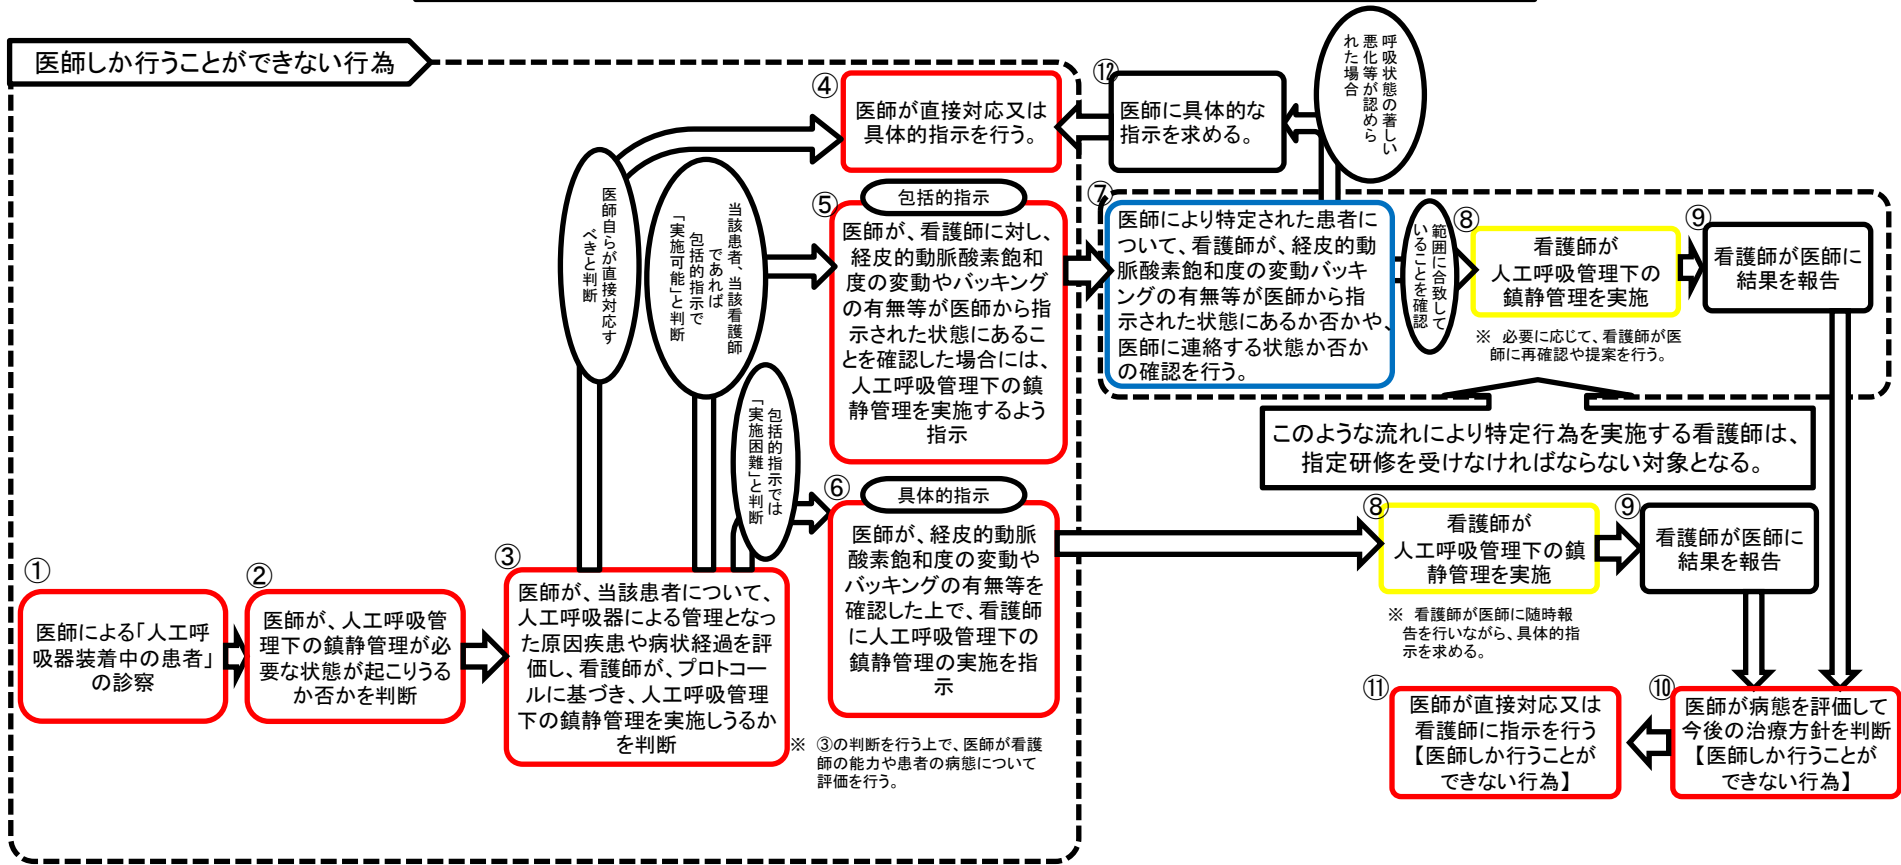 医師しか行うことができない行為
①
医師による「人工呼
吸器装着中の患者」
の診察
②
医師が、人工呼吸管
理下の鎮静管理が必
要な状態が起こりうる
か否かを判断
③
医師が、当該患者について、
人工呼吸器による管理となっ
た原因疾患や病状経過を評
価し、看護師が、プロトコー
ルに基づき、人工呼吸管理
下の鎮静管理を実施しうるか
を判断
※ ③の判断を行う上で、医師が看護
師の能力や患者の病態について
評価を行う。
医師自らが直接対応す
べきと判断
当該患者、当該看護師
であれば
包括的指示で
「実施可能」と判断
包括的指示では
「実施困難」と判断
④
医師が直接対応又は
具体的指示を行う。
⑤
包括的指示
医師が、看護師に対し、
経皮的動脈酸素飽和
度の変動やバッキング
の有無等が医師から指
示された状態にあるこ
とを確認した場合には、
人工呼吸管理下の鎮
静管理を実施するよう
指示
⑥
具体的指示
医師が、経皮的動脈
酸素飽和度の変動や
バッキングの有無等を
確認した上で、看護師
に人工呼吸管理下の
鎮静管理の実施を指
示
⑫
医師に具体的な
指示を求める。
呼吸状態の著しい
悪化等が認めら
れた場合
⑦
医師により特定された患者に
ついて、看護師が、経皮的動
脈酸素飽和度の変動バッキ
ングの有無等が医師から指
示された状態にあるか否かや、
医師に連絡する状態か否か
の確認を行う。
範囲に合致して
いることを確認
⑧
看護師が
人工呼吸管理下の
鎮静管理を実施
※ 必要に応じて、看護師が医
師に再確認や提案を行う。
⑨
看護師が医師に
結果を報告
このような流れにより特定行為を実施する看護師は、
指定研修を受けなければならない対象となる。
⑧
看護師が
人工呼吸管理下の鎮
静管理を実施
※ 看護師が医師に随時報
告を行いながら、具体的指
示を求める。
⑨
看護師が医師に
結果を報告
⑩
医師が病態を評価して
今後の治療方針を判断
【医師しか行うことが
できない行為】
⑪
医師が直接対応又は
看護師に指示を行う
【医師しか行うことが
できない行為】